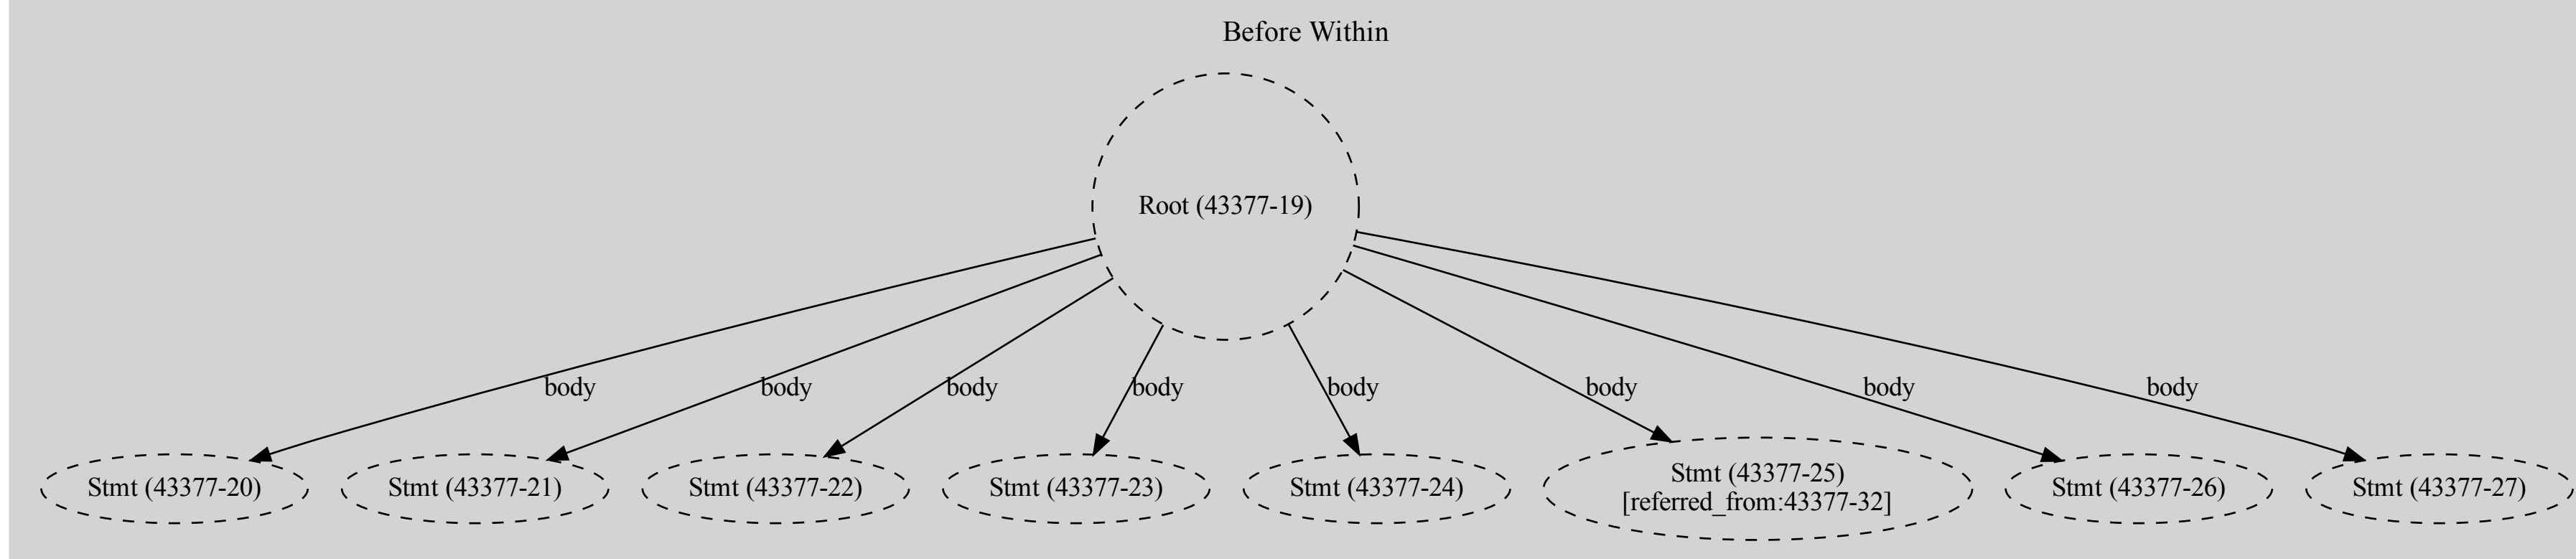 Before Within
Root (43377-19)
body
body
body
body
body
body
body
body
Stmt (43377-20)
Stmt (43377-21)
Stmt (43377-22)
Stmt (43377-23)
Stmt (43377-24)
Stmt (43377-25)
[referred_from:43377-32]
Stmt (43377-26)
Stmt (43377-27)